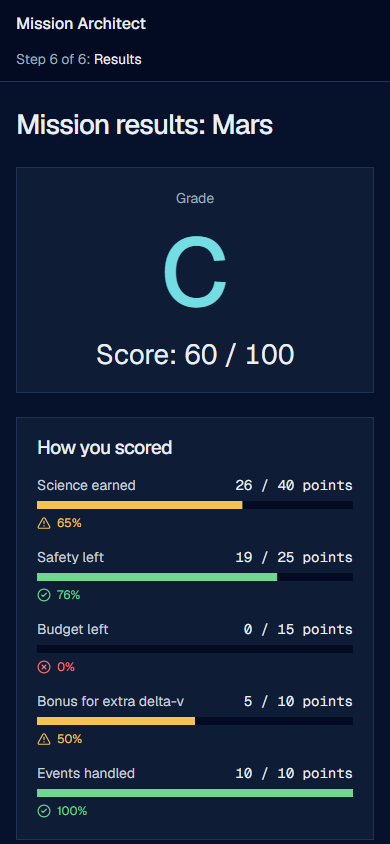 Mission Architect
Step 6 of 6: Results
Mission results: Mars
Grade
C
Score: 60 / 100
How you scored
Science earned 26 / 40 points
65%
Safety left 19 / 25 points
76%
Budget left 0 / 15 points
0%
Bonus for extra delta-v 5 / 10 points
50%
Events handled 10 / 10 points
100%